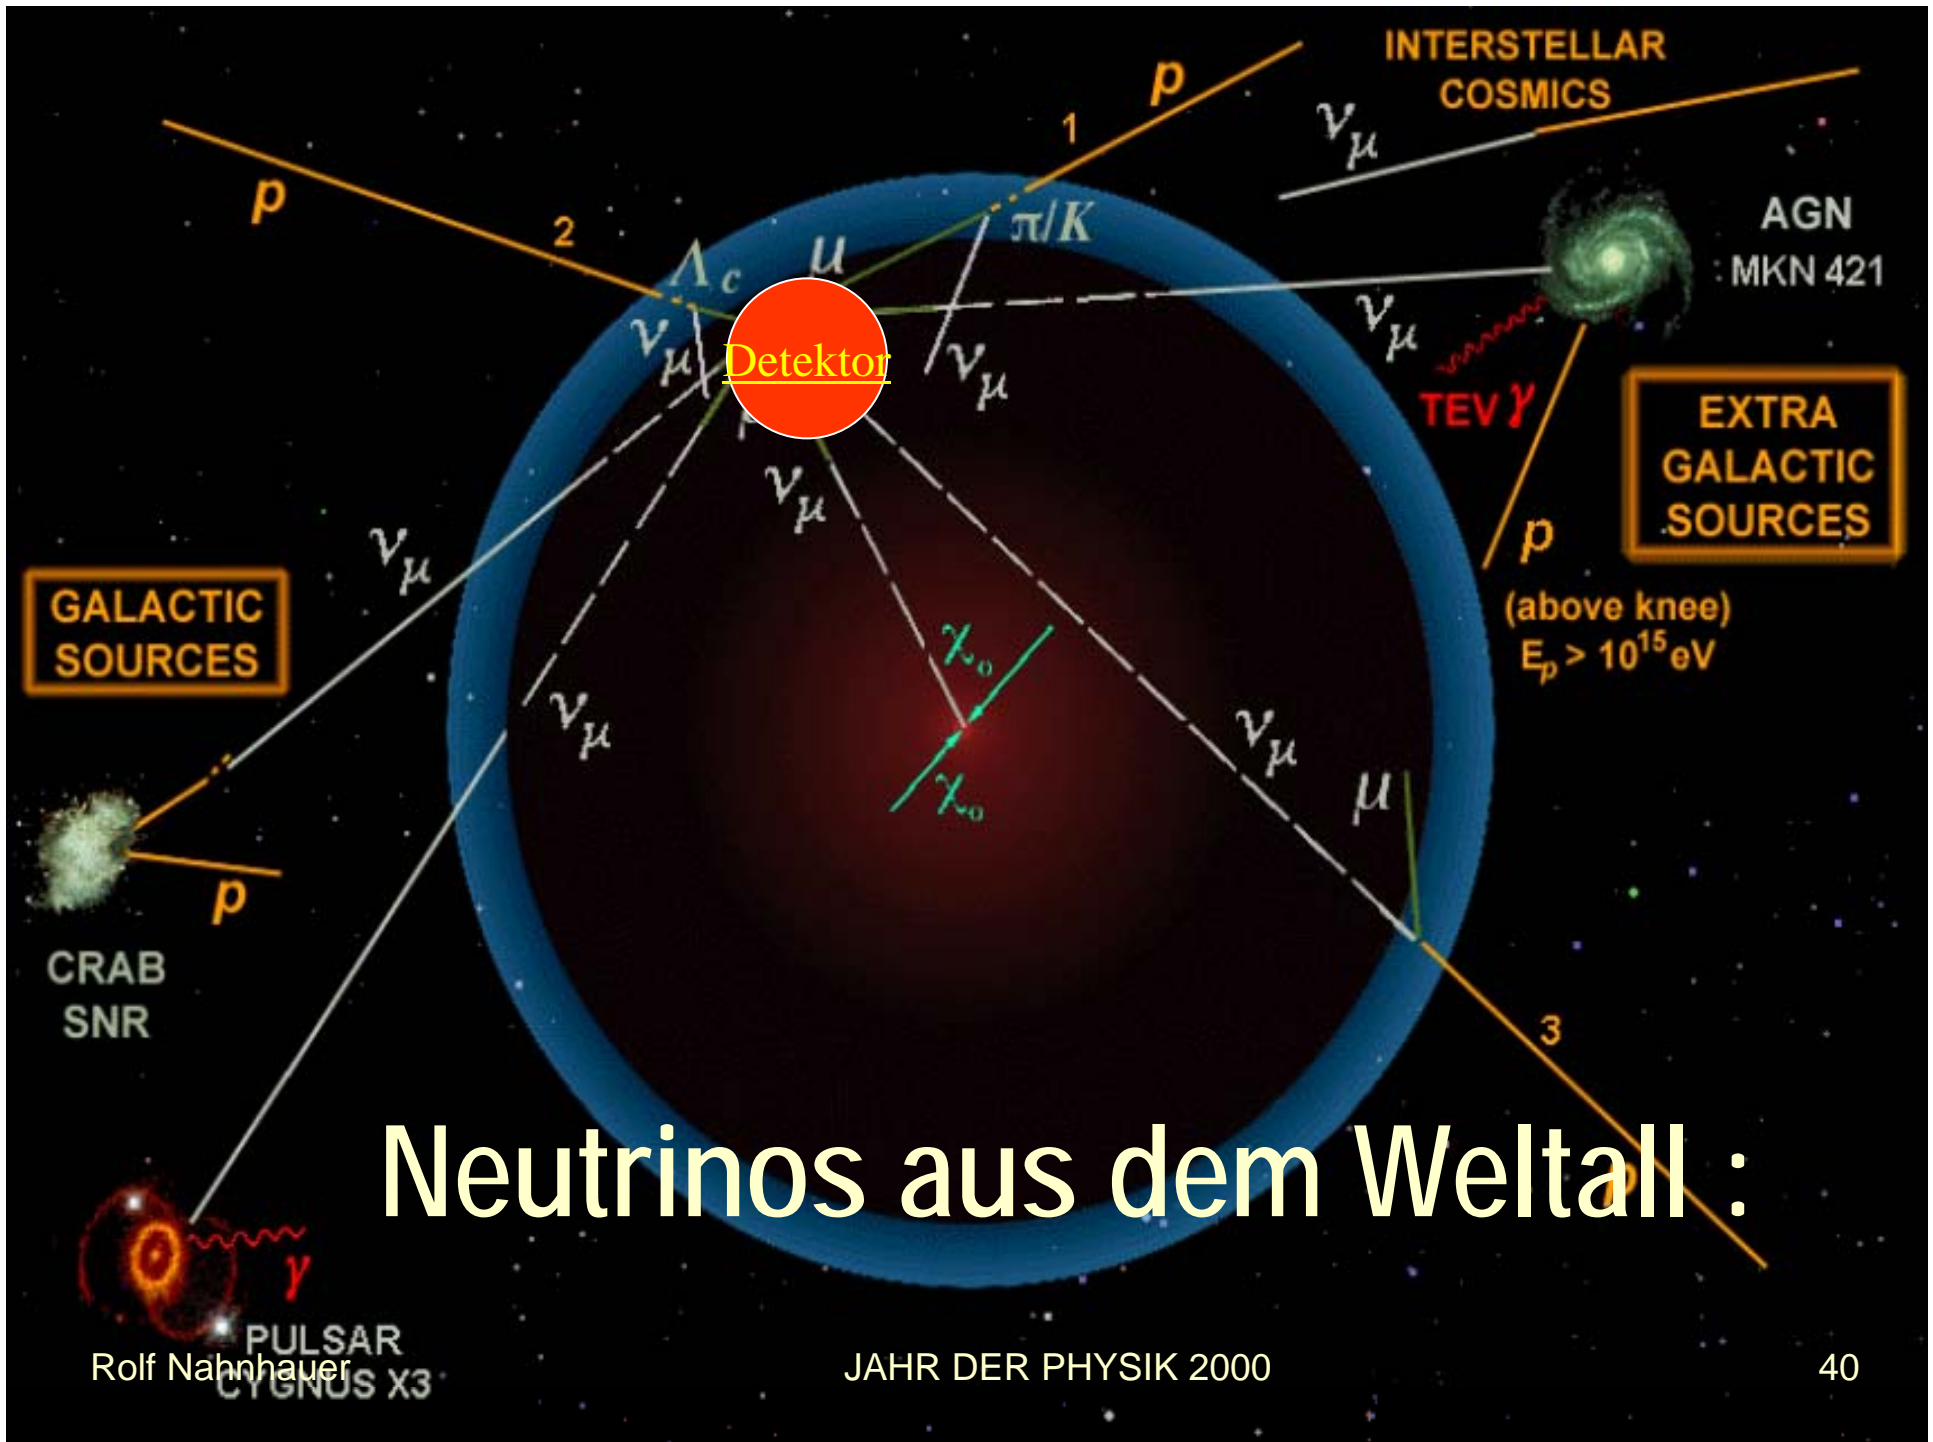 INTERSTELLAR
COSMICS
p
1
ν_μ
p
2
π/K
AGN
MKN 421
Λ_c
μ
ν_μ
ν_μ
Detektor
ν_μ
TEV γ
EXTRA
GALACTIC
SOURCES
ν_μ
p
(above knee)
E_p > 10^15 eV
ν_μ
GALACTIC
SOURCES
χ_0
ν_μ
ν_μ
μ
χ_0
p
CRAB
SNR
3
Neutrinos aus dem Weltall :
p
γ
PULSAR
CYGNUS X3
Rolf Nahnhauer
JAHR DER PHYSIK 2000
40